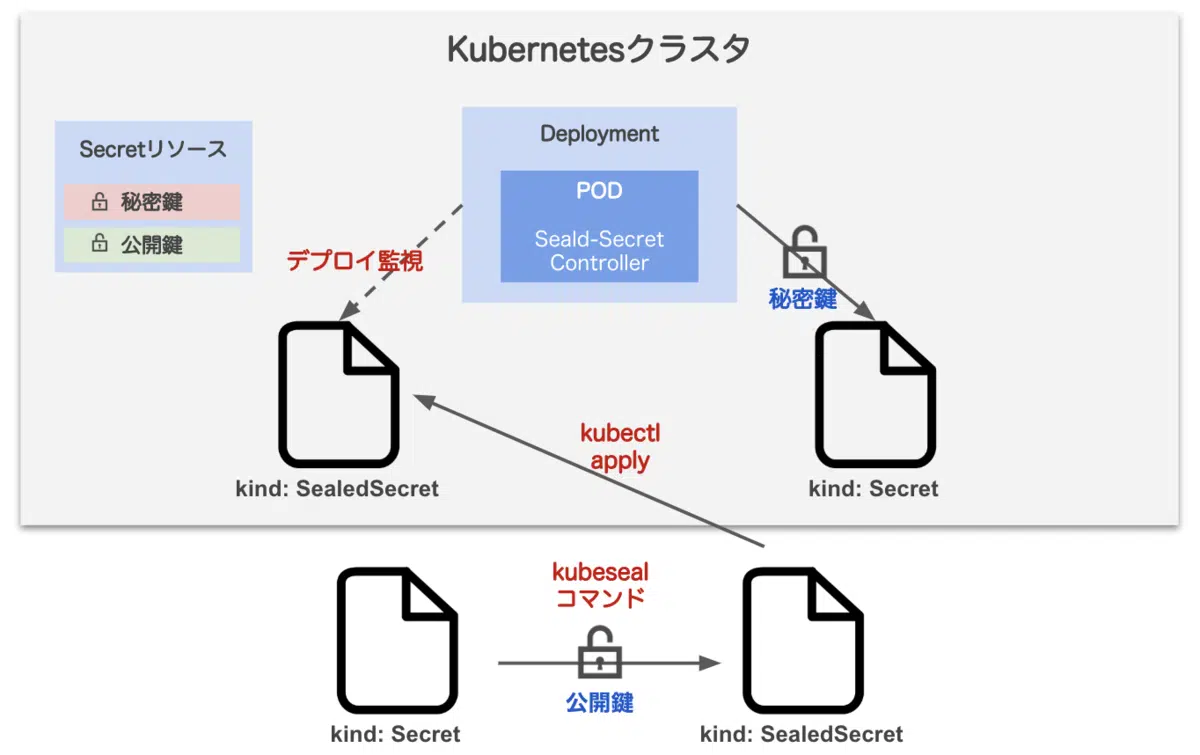 Kubernetesクラスタ
Secretリソース
秘密鍵
公開鍵
Deployment
POD
Seald-Secret
Controller
デプロイ監視
秘密鍵
kind: SealedSecret
kubectl
apply
kind: Secret
kubeseal
コマンド
公開鍵
kind: Secret
kind: SealedSecret